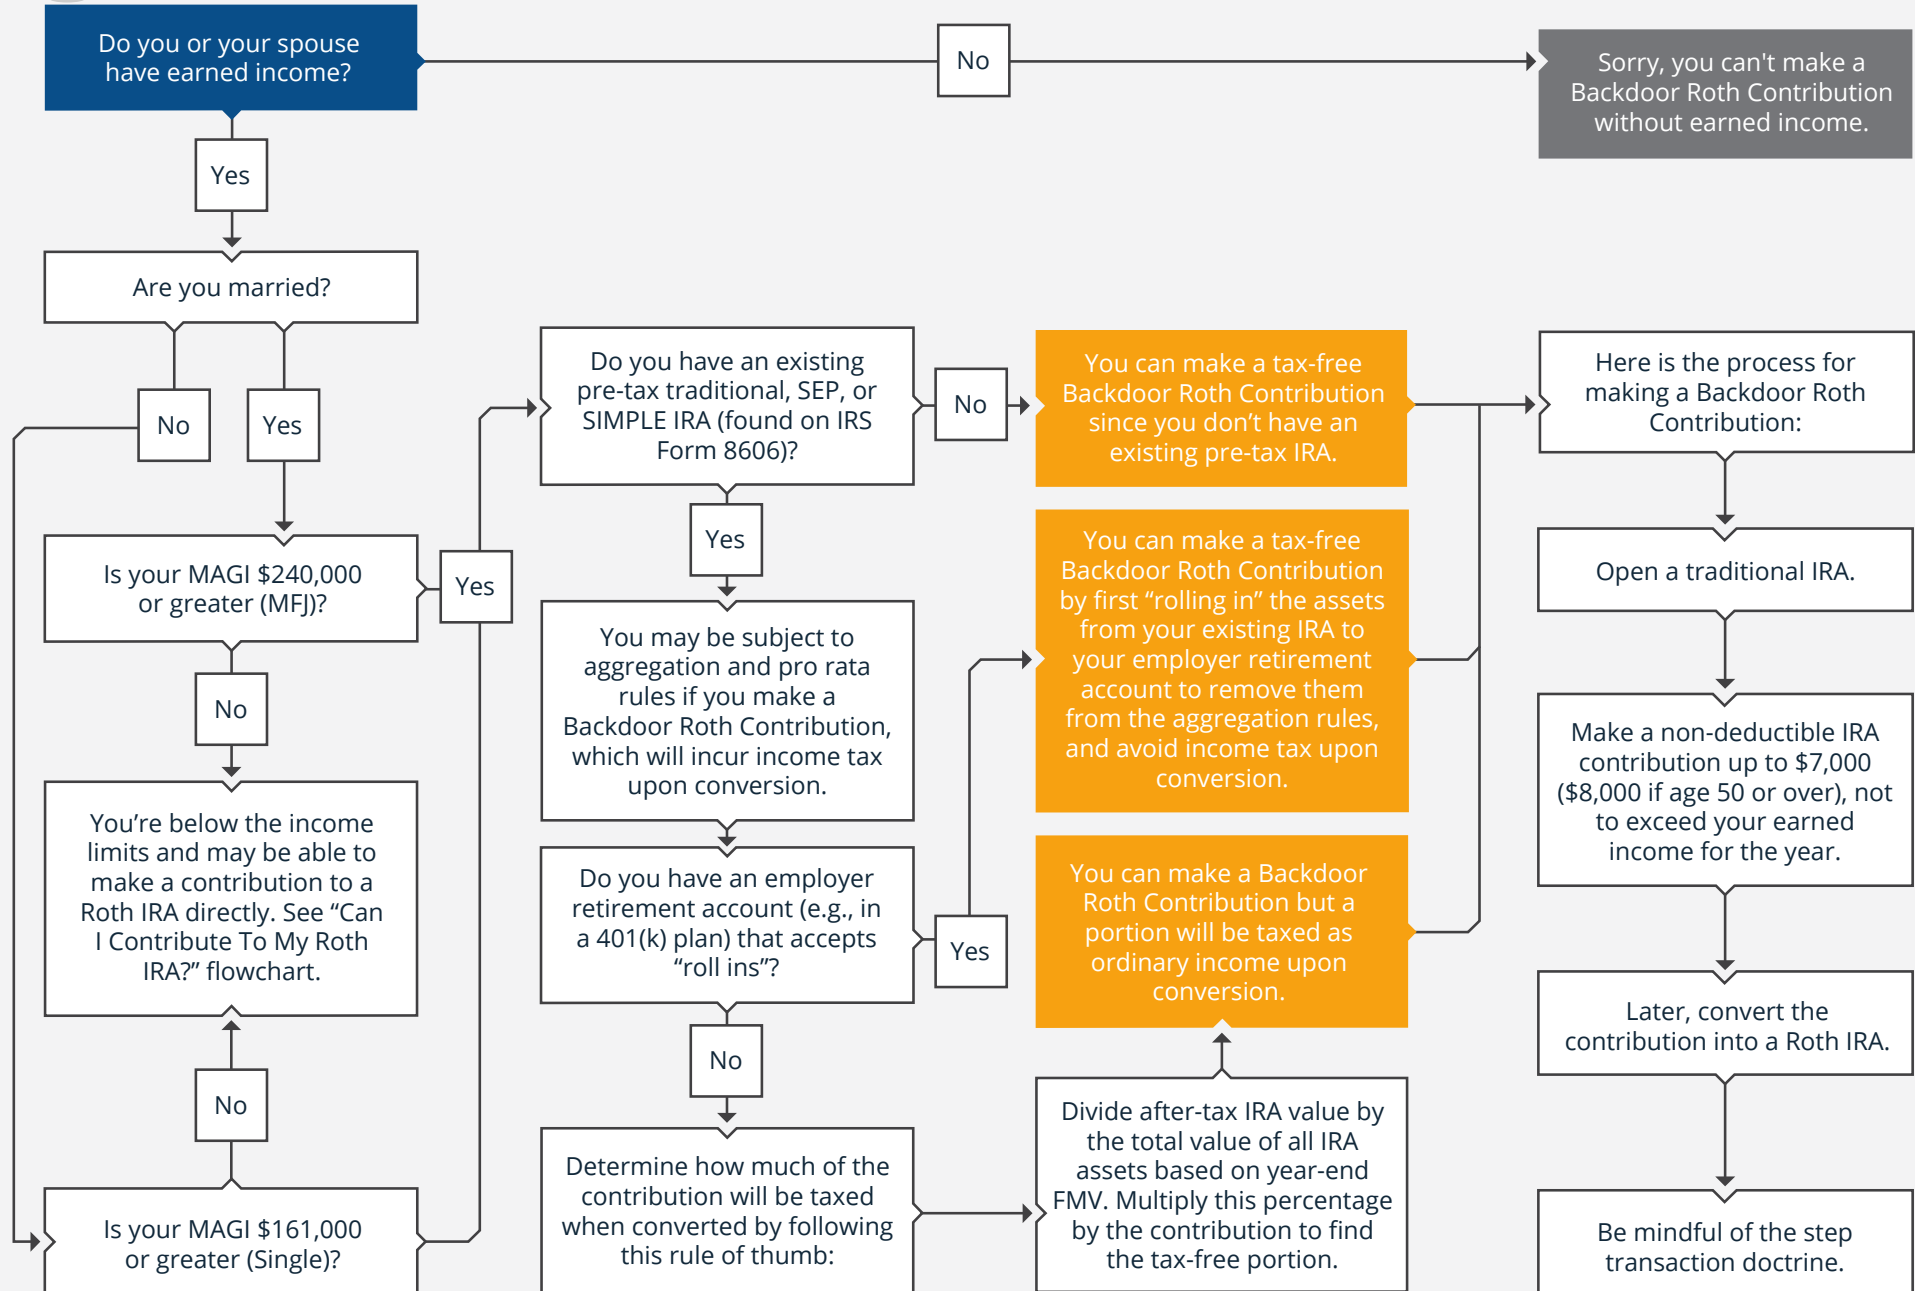 Do you or your spouse
have earned income?
No
Sorry, you can't make a
Backdoor Roth Contribution
without earned income.
Yes
Are you married?
No
Yes
Is your MAGI $240,000
or greater (MFJ)?
Yes
No
You’re below the income
limits and may be able to
make a contribution to a
Roth IRA directly. See “Can
I Contribute To My Roth
IRA?” flowchart.
No
Is your MAGI $161,000
or greater (Single)?
Do you have an existing
pre-tax traditional, SEP, or
SIMPLE IRA (found on IRS
Form 8606)?
No
Yes
You may be subject to
aggregation and pro rata
rules if you make a
Backdoor Roth Contribution,
which will incur income tax
upon conversion.
Do you have an employer
retirement account (e.g., in
a 401(k) plan) that accepts
“roll ins”?
Yes
No
Determine how much of the
contribution will be taxed
when converted by following
this rule of thumb:
You can make a tax-free
Backdoor Roth Contribution
since you don’t have an
existing pre-tax IRA.
You can make a tax-free
Backdoor Roth Contribution
by first “rolling in” the assets
from your existing IRA to
your employer retirement
account to remove them
from the aggregation rules,
and avoid income tax upon
conversion.
You can make a Backdoor
Roth Contribution but a
portion will be taxed as
ordinary income upon
conversion.
Divide after-tax IRA value by
the total value of all IRA
assets based on year-end
FMV. Multiply this percentage
by the contribution to find
the tax-free portion.
Here is the process for
making a Backdoor Roth
Contribution:
Open a traditional IRA.
Make a non-deductible IRA
contribution up to $7,000
($8,000 if age 50 or over), not
to exceed your earned
income for the year.
Later, convert the
contribution into a Roth IRA.
Be mindful of the step
transaction doctrine.